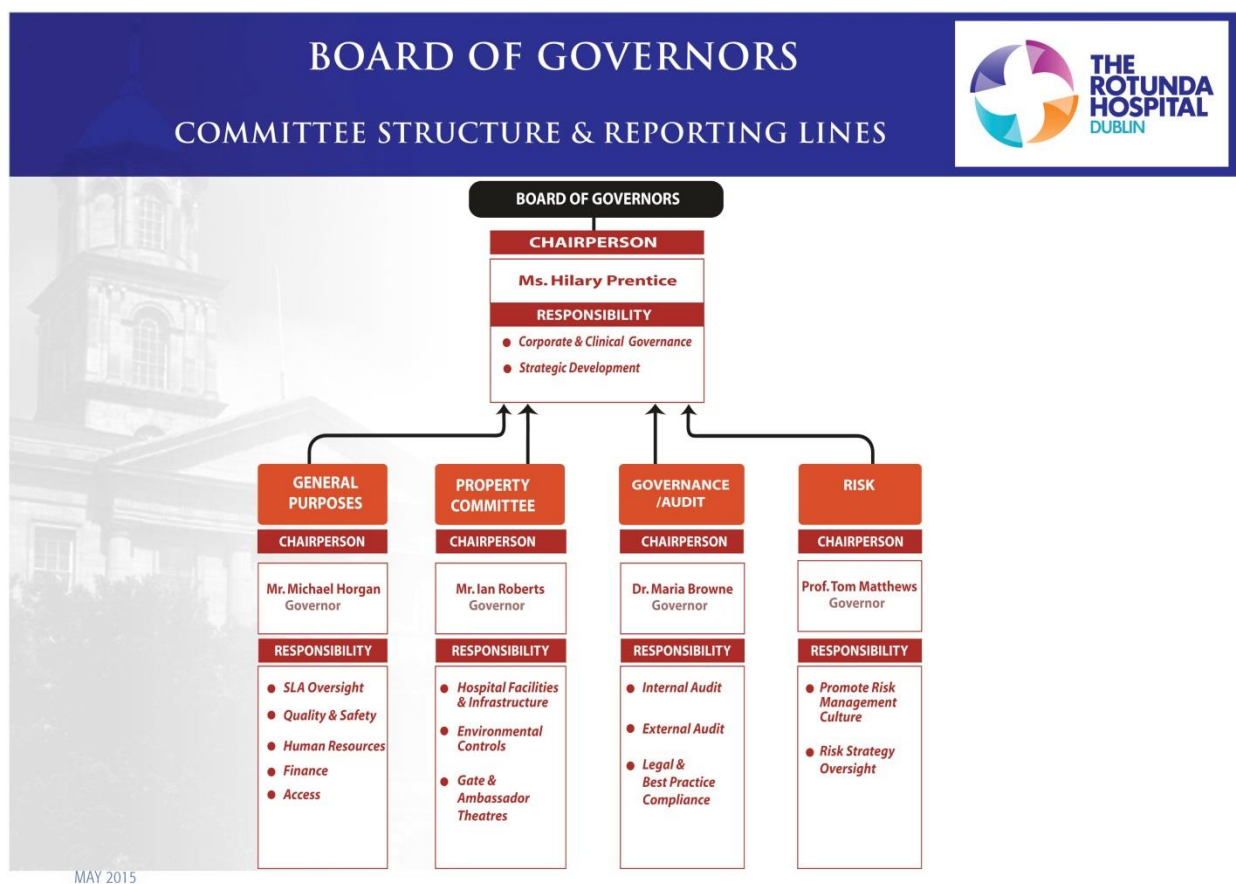 BOARD OF GOVERNORS
COMMITTEE STRUCTURE & REPORTING LINES
THE
ROTUNDA
HOSPITAL
DUBLIN
BOARD OF GOVERNORS
CHAIRPERSON
Ms. Hilary Prentice
RESPONSIBILITY
Corporate & Clinical Governance
Strategic Development
GENERAL
PURPOSES
CHAIRPERSON
Mr. Michael Horgan
Governor
RESPONSIBILITY
SLA Oversight
Quality & Safety
Human Resources
Finance
Access
PROPERTY
COMMITTEE
CHAIRPERSON
Mr. Ian Roberts
Governor
RESPONSIBILITY
Hospital Facilities
& Infrastructure
Environmental
Controls
Gate &
Ambassador
Theatres
GOVERNANCE
/AUDIT
CHAIRPERSON
Dr. Maria Browne
Governor
RESPONSIBILITY
Internal Audit
External Audit
Legal &
Best Practice
Compliance
RISK
CHAIRPERSON
Prof. Tom Matthews
Governor
RESPONSIBILITY
Promote Risk
Management
Culture
Risk Strategy
Oversight
MAY 2015